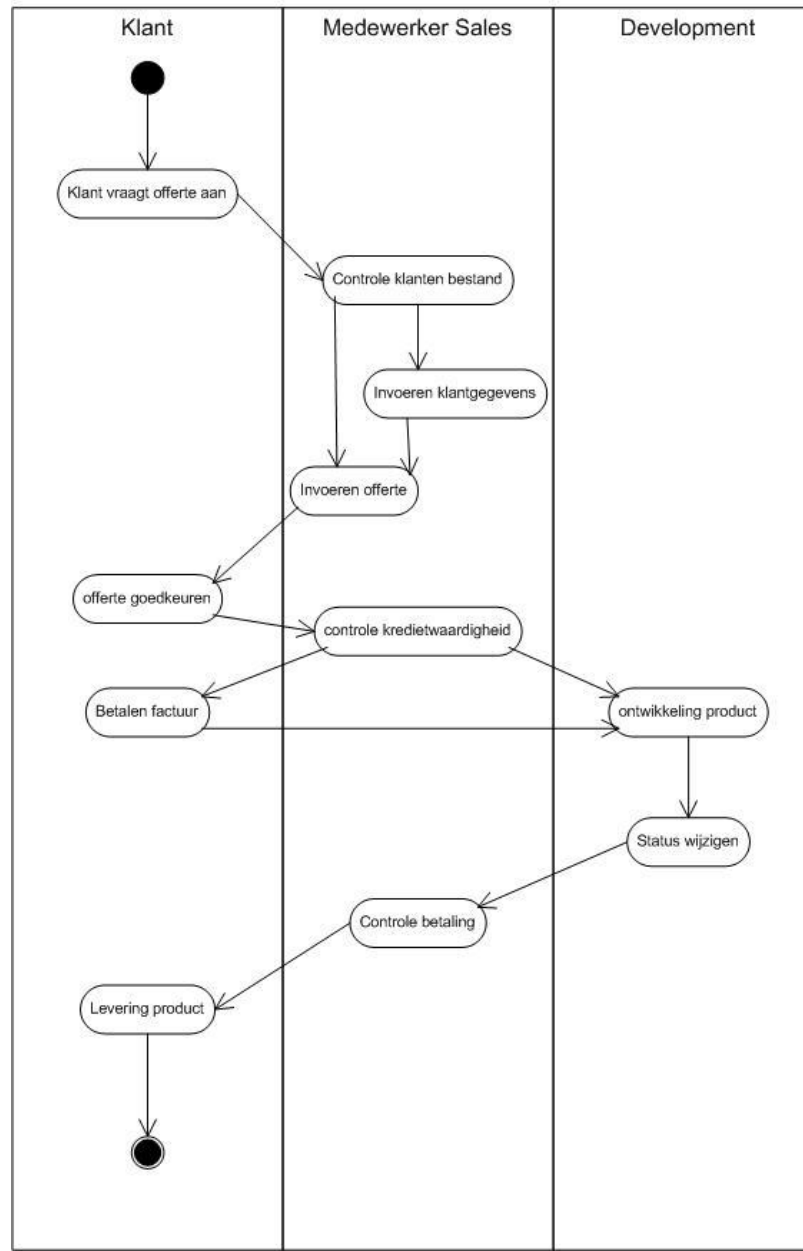 Klant
Medewerker Sales
Development
Klant vraagt offerte aan
Controle klanten bestand
Invoeren klantgegevens
Invoeren offerte
offerte goedkeuren
controle kredietwaardigheid
Betalen factuur
ontwikkeling product
Status wijzigen
Controle betaling
Levering product